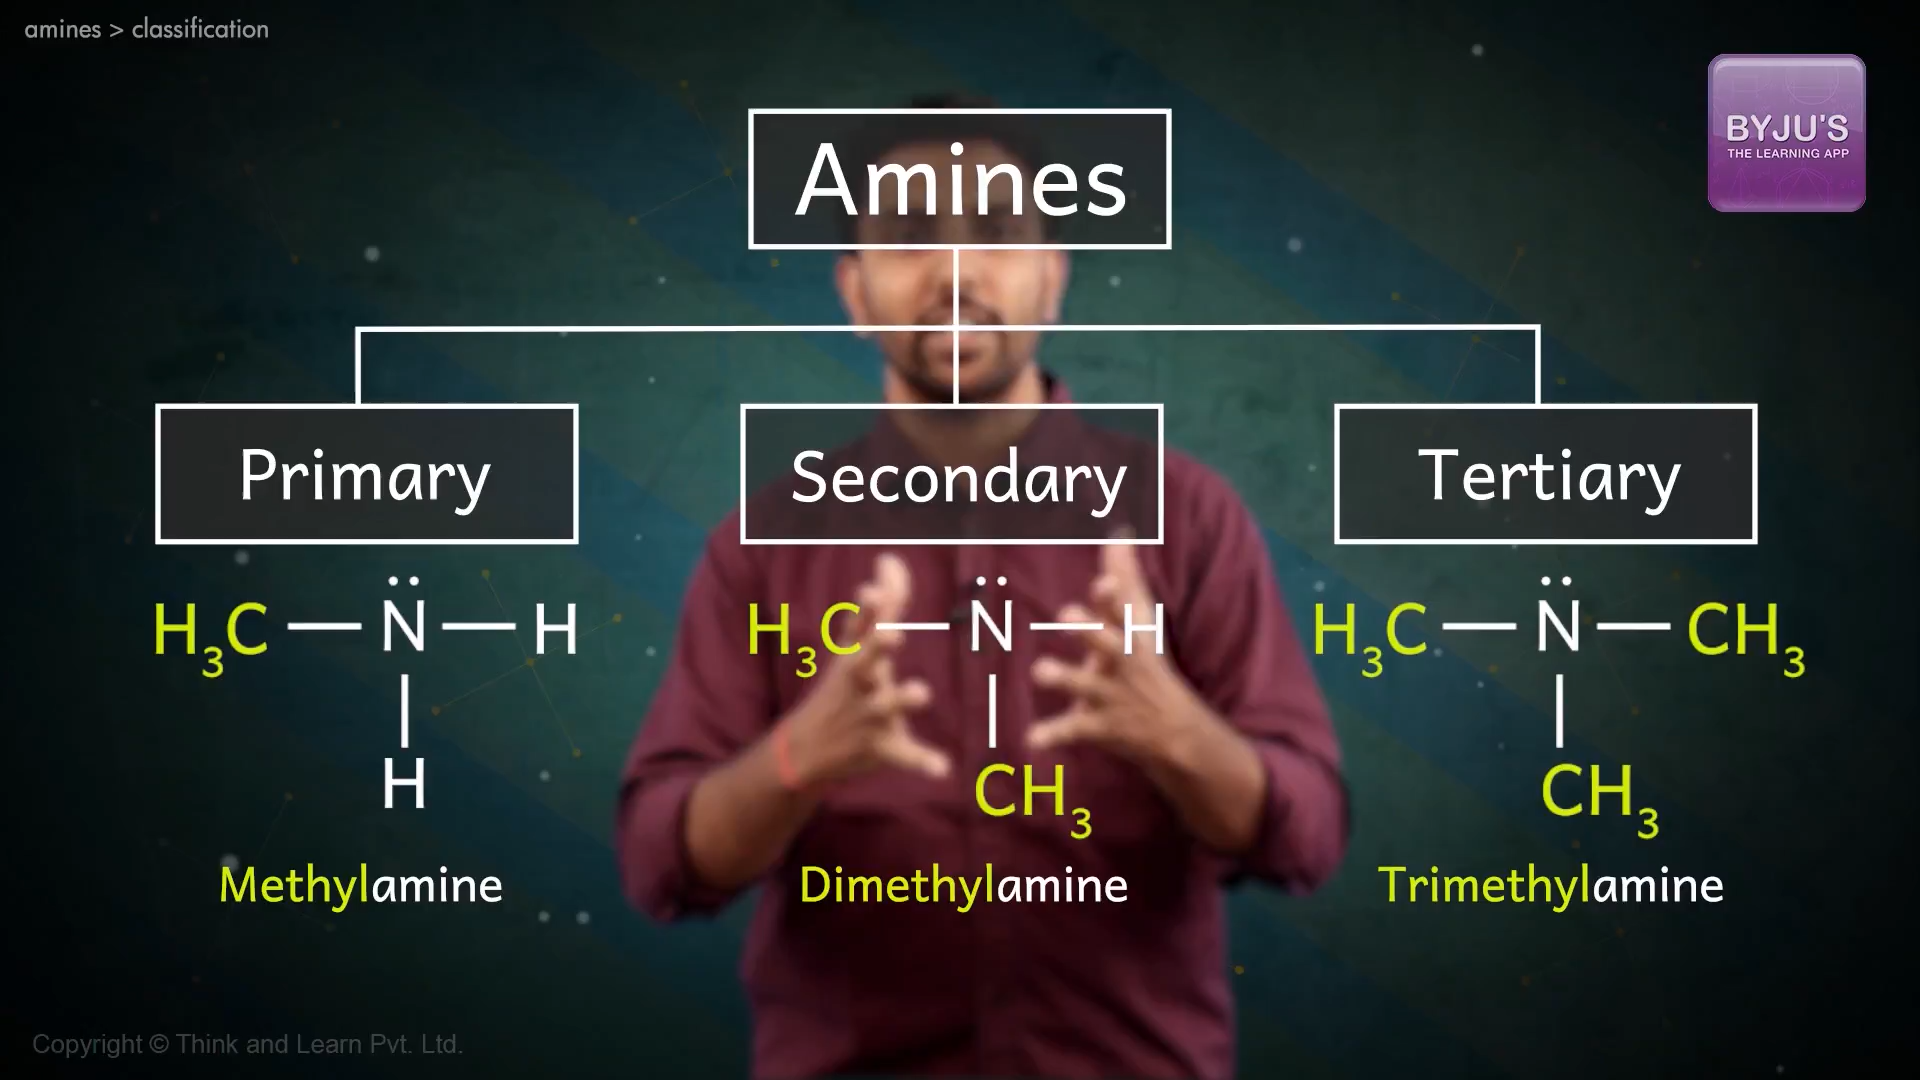 amines > classification
BYJU'S
THE LEARNING APP
Amines
Primary
Secondary
Tertiary
H₃C — N̈ — H
H
Methylamine
H₃C — N̈ — H
CH₃
Dimethylamine
H₃C — N̈ — CH₃
CH₃
Trimethylamine
Copyright © Think and Learn Pvt. Ltd.